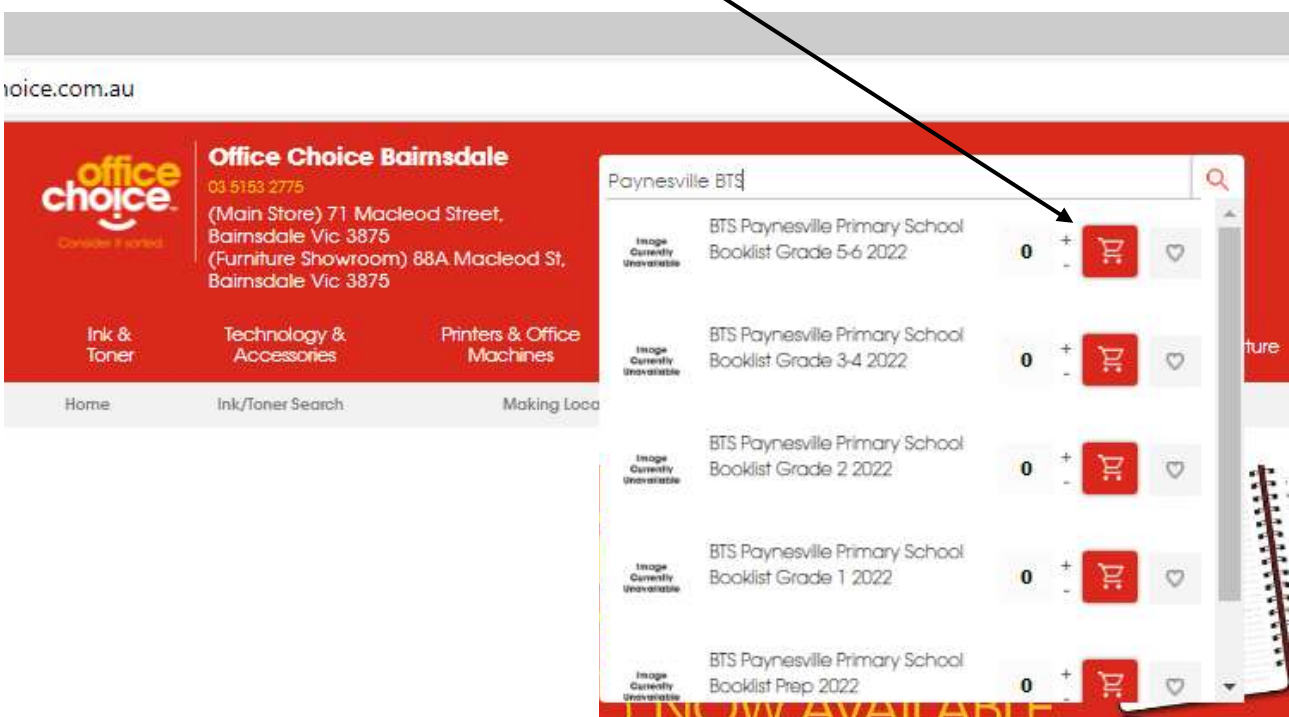 hoice.com.au
office
choice.
Consider it sorted.
Office Choice Bairnsdale
03 5153 2775
(Main Store) 71 Macleod Street,
Bairnsdale Vic 3875
(Furniture Showroom) 88A Macleod St,
Bairnsdale Vic 3875
Paynesville BTS
Ink &
Toner
Technology &
Accessories
Printers & Office
Machines
ture
Home
Ink/Toner Search
Making Loca
Image
Currently
Unavailable
BTS Paynesville Primary School
Booklist Grade 5-6 2022
0
+
-
Image
Currently
Unavailable
BTS Paynesville Primary School
Booklist Grade 3-4 2022
0
+
-
Image
Currently
Unavailable
BTS Paynesville Primary School
Booklist Grade 2 2022
0
+
-
Image
Currently
Unavailable
BTS Paynesville Primary School
Booklist Grade 1 2022
0
+
-
Image
Currently
Unavailable
BTS Paynesville Primary School
Booklist Prep 2022
0
+
-
NOW AVAILABLE